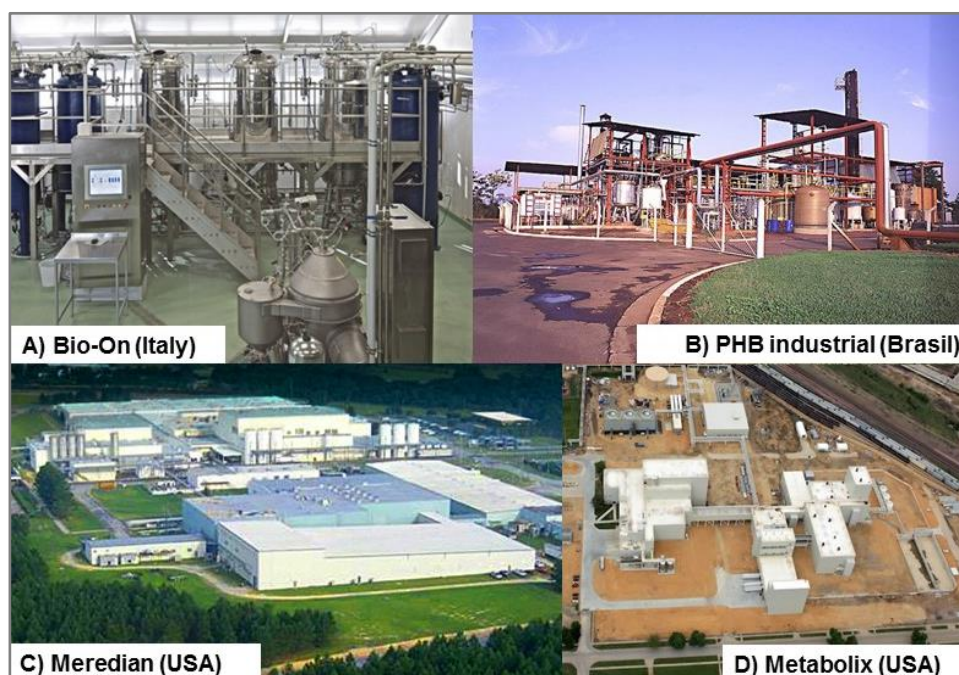 A) Bio-On (Italy)
B) PHB industrial (Brasil)
C) Meredian (USA)
D) Metabolix (USA)